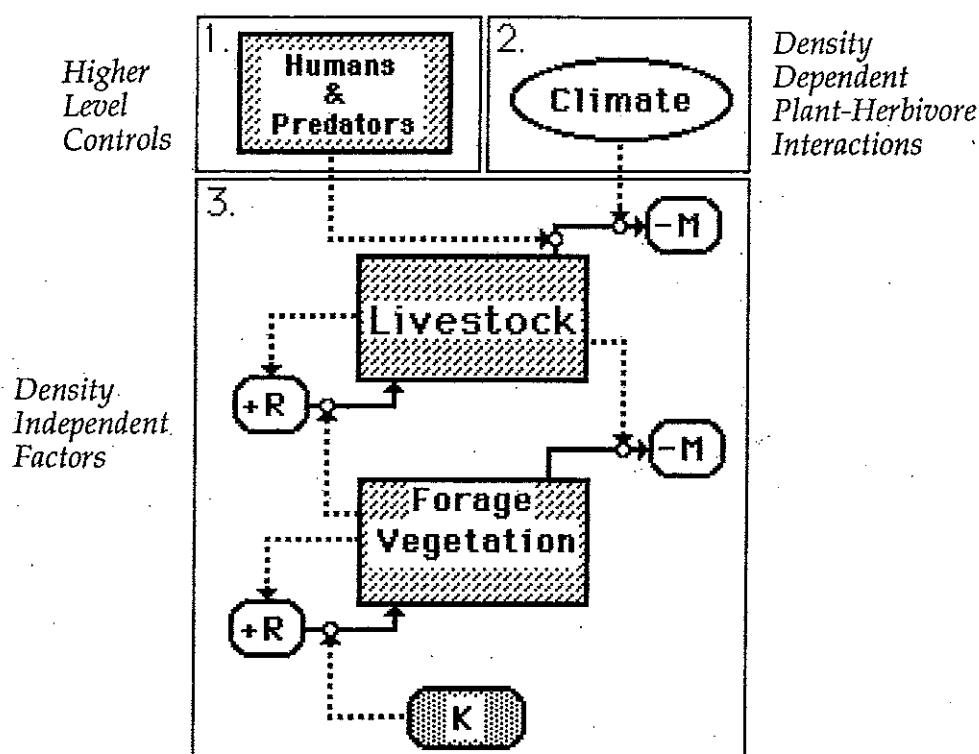 Higher
Level
Controls
1.
Humans
&
Predators
2.
Climate
Density
Dependent
Plant-Herbivore
Interactions
3.
-M
Livestock
+R
Density
Independent
Factors
-M
Forage
Vegetation
+R
K